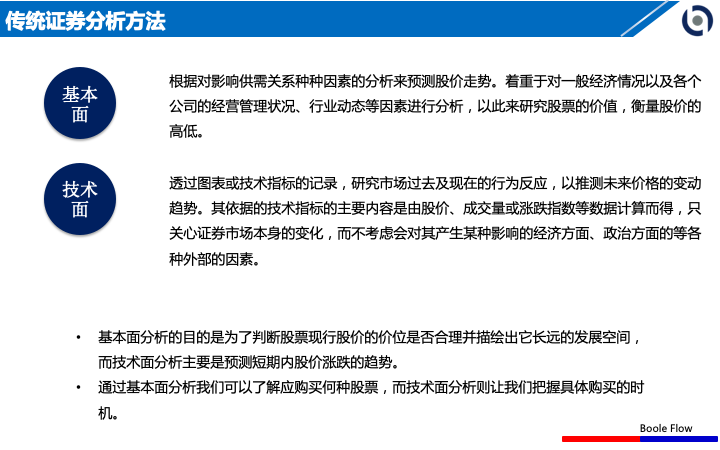 传统证券分析方法
基本
面
根据对影响供需关系种种因素的分析来预测股价走势。着重于对一般经济情况以及各个
公司的经营管理状况、行业动态等因素进行分析，以此来研究股票的价值，衡量股价的
高低。
技术
面
透过图表或技术指标的记录，研究市场过去及现在的行为反应，以推测未来价格的变动
趋势。其依据的技术指标的主要内容是由股价、成交量或涨跌指数等数据计算而得，只
关心证券市场本身的变化，而不考虑会对其产生某种影响的经济方面、政治方面的等各
种外部的因素。
• 基本面分析的目的是为了判断股票现行股价的价位是否合理并描绘出它长远的发展空间，
而技术面分析主要是预测短期内股价涨跌的趋势。
• 通过基本面分析我们可以了解应购买何种股票，而技术面分析则让我们把握具体购买的时
机。
Boole Flow